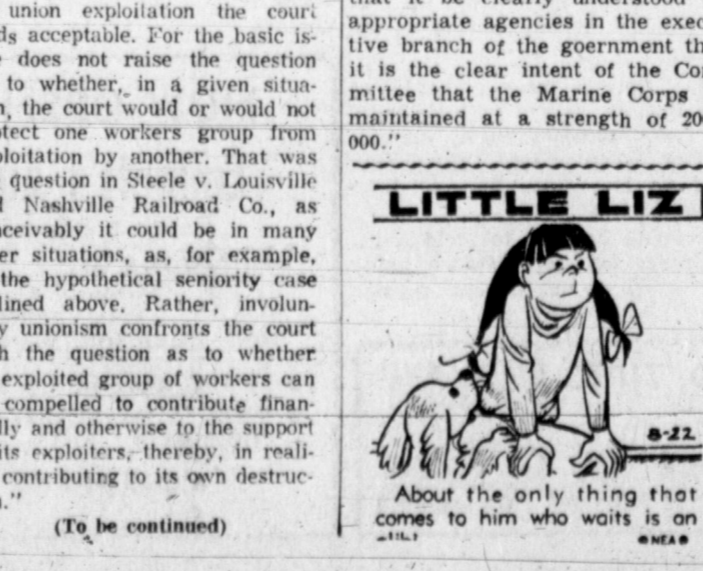 union exploitation the court
ds acceptable. For the basic is-
does not raise the question
to whether, in a given situa-
n, the court would or would not
otect one workers group from
ploitation by another. That was
question in Steele v. Louisville
d Nashville Railroad Co., as
nceivably it could be in many
er situations, as, for example,
the hypothetical seniority case
lined above. Rather, involun-
y unionism confronts the court
h the question as to whether
exploited group of workers can
compelled to contribute finan-
lly and otherwise to the support
its exploiters, thereby, in reali-
contributing to its own destruc-
."
(To be continued)
that it be clearly understood
appropriate agencies in the exec
tive branch of the goernment th
it is the clear intent of the Co
mittee that the Marine Corps
maintained at a strength of 20
000."
LITTLE LIZ
8-22
About the only thing that
comes to him who waits is an
NEA